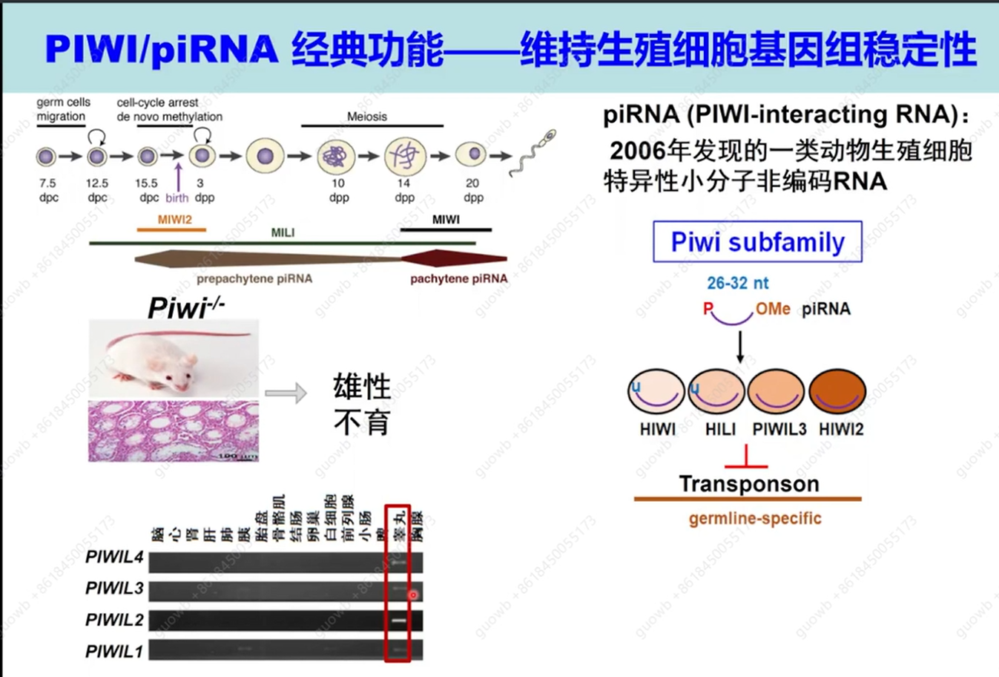 PIWI/piRNA 经典功能——维持生殖细胞基因组稳定性
germ cells
migration
cell-cycle arrest
de novo methylation
Meiosis
7.5
dpc
12.5
dpc
15.5
dpc
birth
3
dpp
10
dpp
14
dpp
20
dpp
MIWI2
MILI
MIWI
prepachytene piRNA
pachytene piRNA
Piwi-/-
100 μm
雄性
不育
脑
心
肾
肝
肺
胰
胎盘
骨骼肌
结肠
卵巢
白细胞
前列腺
小肠
脾
睾丸
胸腺
PIWIL4
PIWIL3
PIWIL2
PIWIL1
piRNA (PIWI-interacting RNA)：
2006年发现的一类动物生殖细胞
特异性小分子非编码RNA
Piwi subfamily
26-32 nt
P OMe piRNA
u u
HIWI HILI PIWIL3 HIWI2
Transponson
germline-specific
guowb +8618450055173